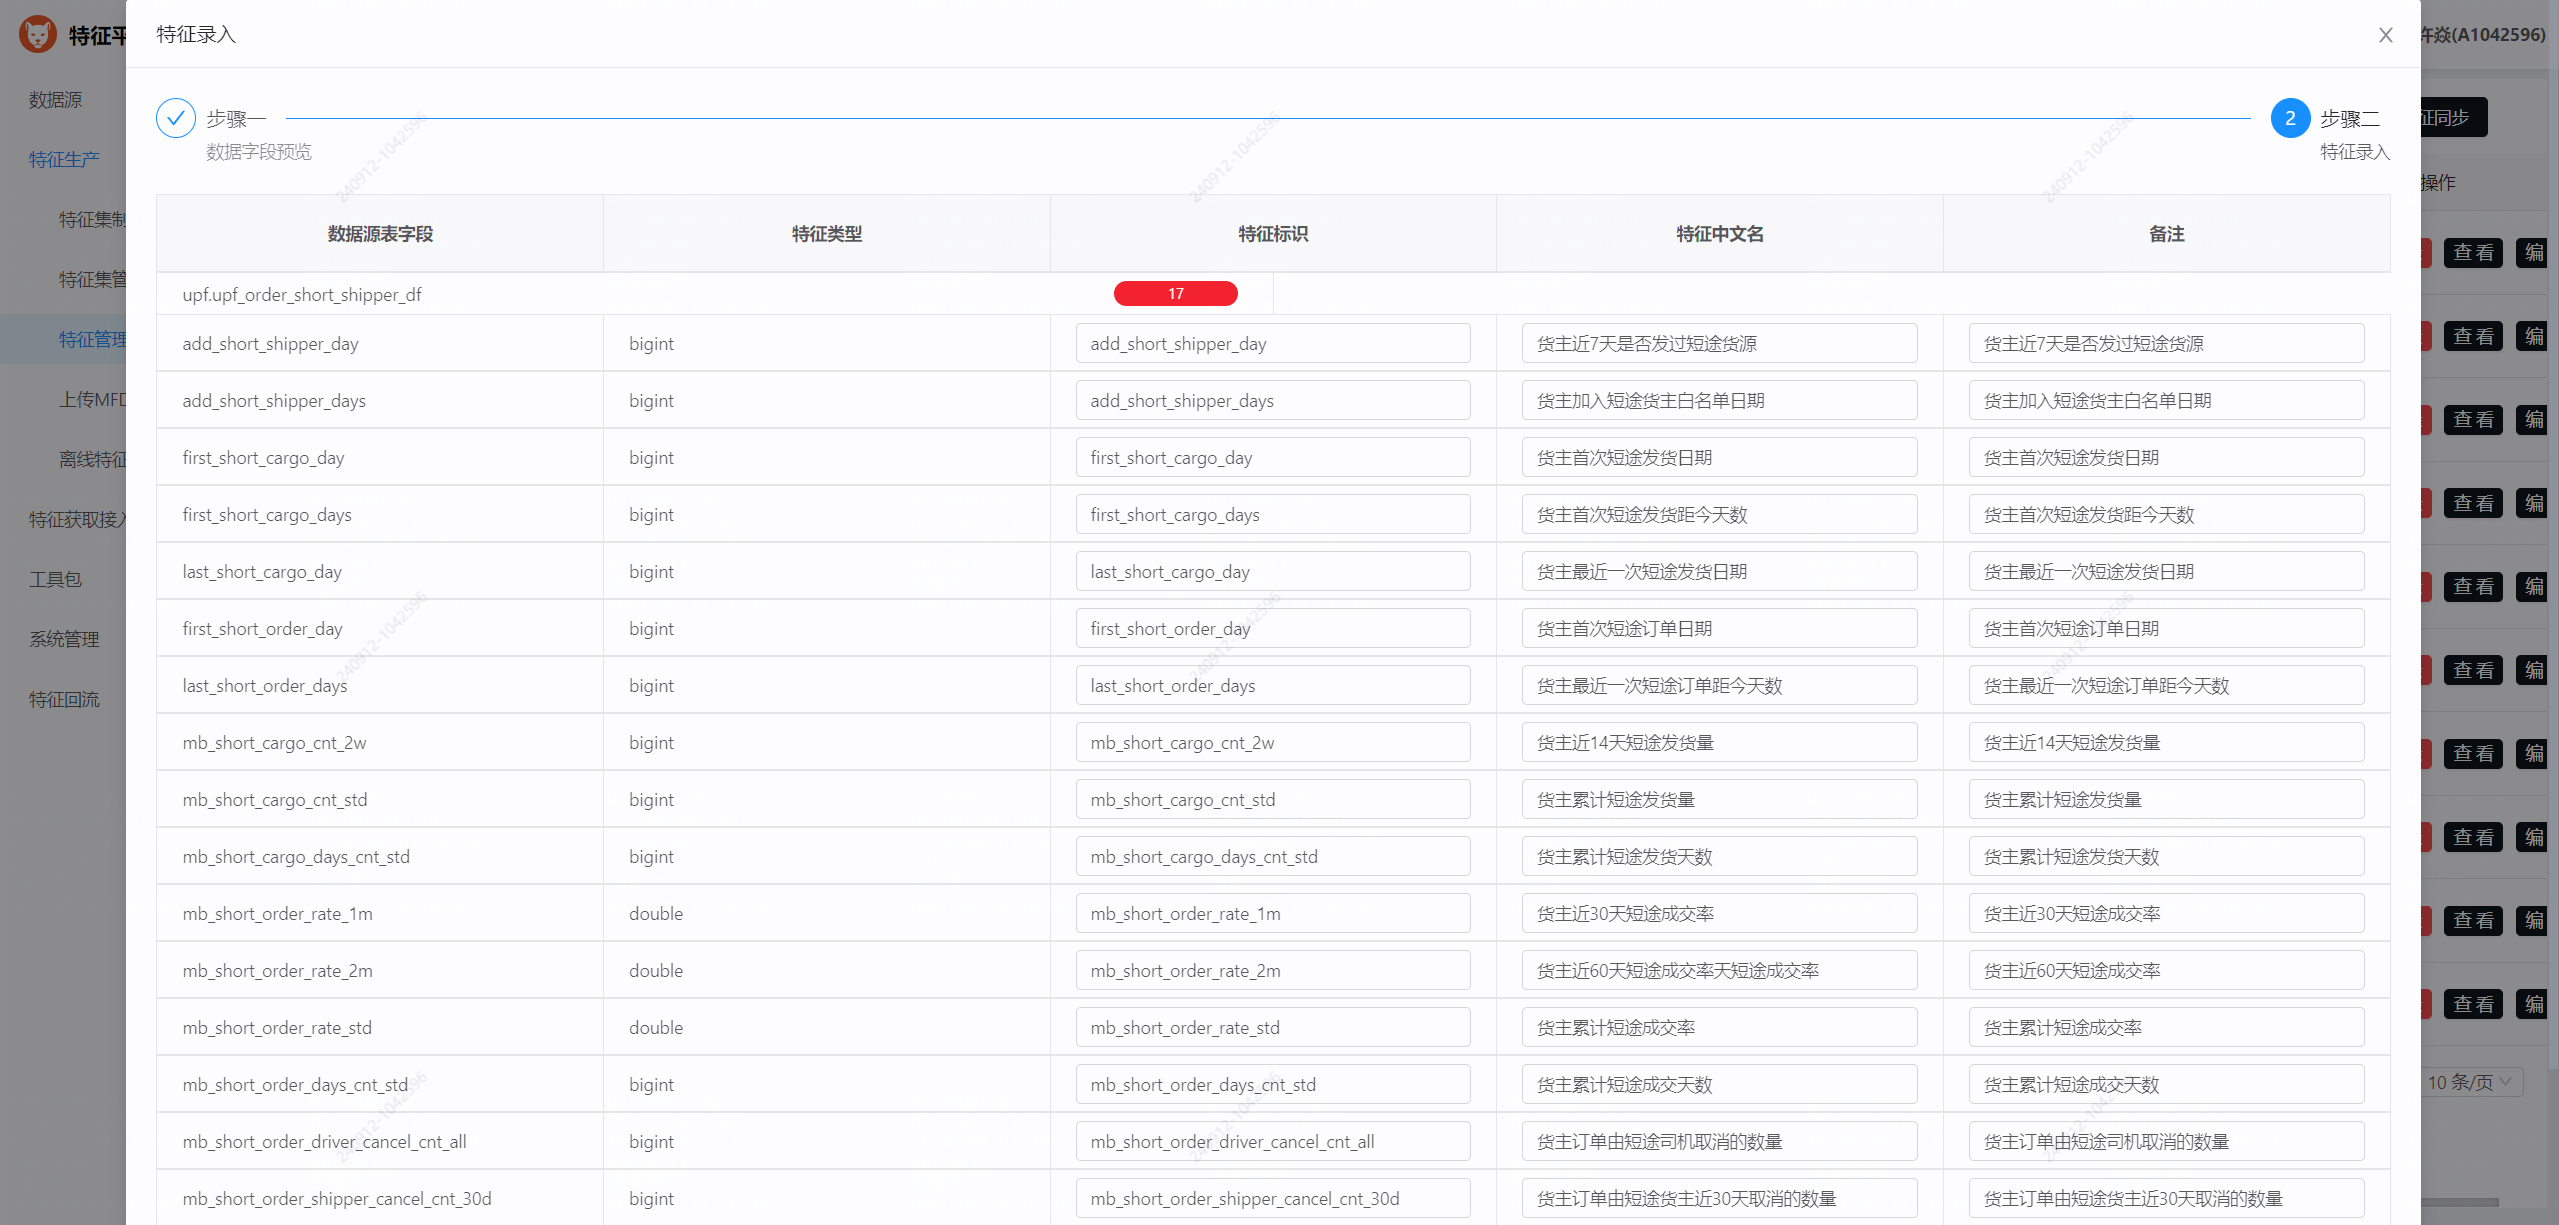 特征平
特征录入
许焱(A1042596)
数据源
特征生产
特征集制
特征集管
特征管理
上传MFD
离线特征
特征获取接入
工具包
系统管理
特征回流
步骤一
数据字段预览
2 步骤二
特征录入
征同步
操作
数据源表字段 特征类型 特征标识 特征中文名 备注
upf.upf_order_short_shipper_df 17
add_short_shipper_day bigint add_short_shipper_day 货主近7天是否发过短途货源 货主近7天是否发过短途货源
add_short_shipper_days bigint add_short_shipper_days 货主加入短途货主白名单日期 货主加入短途货主白名单日期
first_short_cargo_day bigint first_short_cargo_day 货主首次短途发货日期 货主首次短途发货日期
first_short_cargo_days bigint first_short_cargo_days 货主首次短途发货距今天数 货主首次短途发货距今天数
last_short_cargo_day bigint last_short_cargo_day 货主最近一次短途发货日期 货主最近一次短途发货日期
first_short_order_day bigint first_short_order_day 货主首次短途订单日期 货主首次短途订单日期
last_short_order_days bigint last_short_order_days 货主最近一次短途订单距今天数 货主最近一次短途订单距今天数
mb_short_cargo_cnt_2w bigint mb_short_cargo_cnt_2w 货主近14天短途发货量 货主近14天短途发货量
mb_short_cargo_cnt_std bigint mb_short_cargo_cnt_std 货主累计短途发货量 货主累计短途发货量
mb_short_cargo_days_cnt_std bigint mb_short_cargo_days_cnt_std 货主累计短途发货天数 货主累计短途发货天数
mb_short_order_rate_1m double mb_short_order_rate_1m 货主近30天短途成交率 货主近30天短途成交率
mb_short_order_rate_2m double mb_short_order_rate_2m 货主近60天短途成交率天短途成交率 货主近60天短途成交率
mb_short_order_rate_std double mb_short_order_rate_std 货主累计短途成交率 货主累计短途成交率
mb_short_order_days_cnt_std bigint mb_short_order_days_cnt_std 货主累计短途成交天数 货主累计短途成交天数
mb_short_order_driver_cancel_cnt_all bigint mb_short_order_driver_cancel_cnt_all 货主订单由短途司机取消的数量 货主订单由短途司机取消的数量
mb_short_order_shipper_cancel_cnt_30d bigint mb_short_order_shipper_cancel_cnt_30d 货主订单由短途货主近30天取消的数量 货主订单由短途货主近30天取消的数量
查看 编
查看 编
查看 编
查看 编
查看 编
查看 编
查看 编
查看 编
查看 编
查看 编
10 条/页
240912-1042596
240912-1042596
240912-1042596
240912-1042596
240912-1042596
240912-1042596
240912-1042596
240912-1042596
240912-1042596